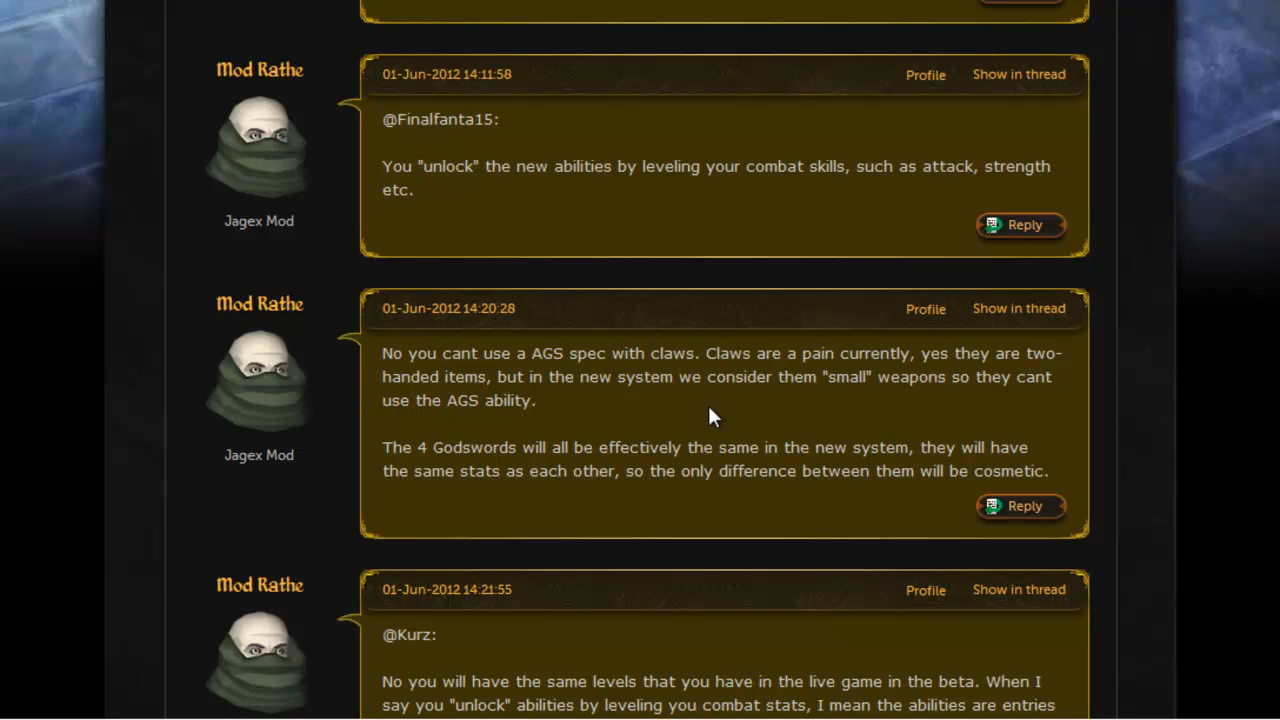 Mod Rathe
Jagex Mod
01-Jun-2012 14:11:58
Profile
Show in thread
@Finalfanta15:
You "unlock" the new abilities by leveling your combat skills, such as attack, strength
etc.
Reply
Mod Rathe
Jagex Mod
01-Jun-2012 14:20:28
Profile
Show in thread
No you cant use a AGS spec with claws. Claws are a pain currently, yes they are two-
handed items, but in the new system we consider them "small" weapons so they cant
use the AGS ability.
The 4 Godswords will all be effectively the same in the new system, they will have
the same stats as each other, so the only difference between them will be cosmetic.
Reply
Mod Rathe
01-Jun-2012 14:21:55
Profile
Show in thread
@Kurz:
No you will have the same levels that you have in the live game in the beta. When I
say you "unlock" abilities by leveling you combat stats, I mean the abilities are entries